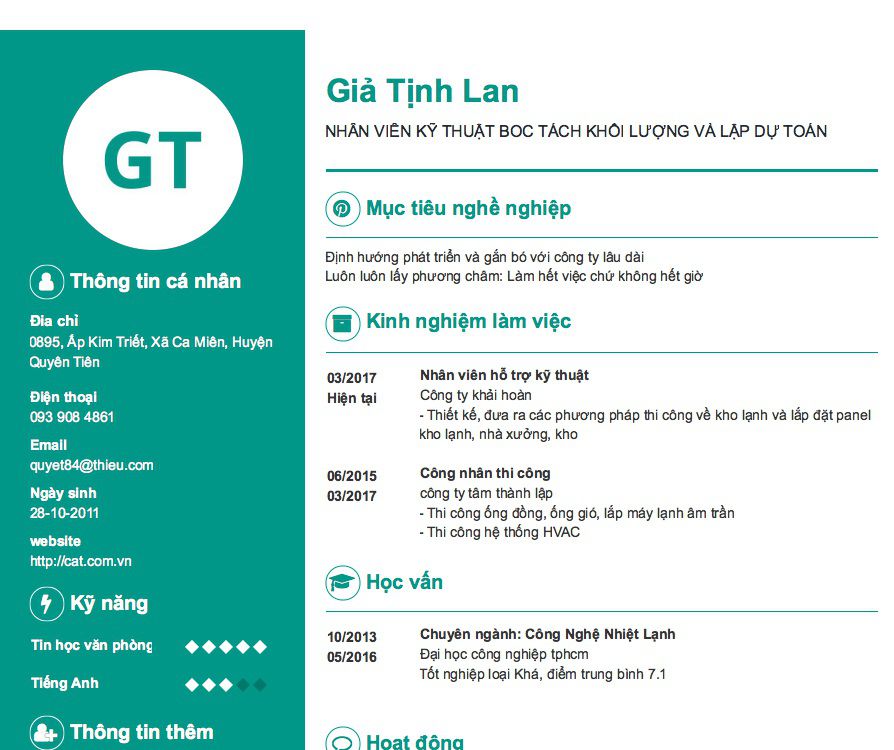 GT
Thông tin cá nhân
Địa chỉ
0895, Ấp Kim Triết, Xã Ca Miên, Huyện
Quyên Tiên
Điện thoại
093 908 4861
Email
quyet84@thieu.com
Ngày sinh
28-10-2011
website
http://cat.com.vn
Kỹ năng
Tin học văn phòng
Tiếng Anh
Thông tin thêm
Giả Tịnh Lan
NHÂN VIÊN KỸ THUẬT BOC TÁCH KHỐI LƯỢNG VÀ LẬP DỰ TOÁN
Mục tiêu nghề nghiệp
Định hướng phát triển và gắn bó với công ty lâu dài
Luôn luôn lấy phương châm: Làm hết việc chứ không hết giờ
Kinh nghiệm làm việc
03/2017
Hiện tại
Nhân viên hỗ trợ kỹ thuật
Công ty khải hoàn
- Thiết kế, đưa ra các phương pháp thi công về kho lạnh và lắp đặt panel
kho lạnh, nhà xưởng, kho
06/2015
03/2017
Công nhân thi công
công ty tâm thành lập
- Thi công ống đồng, ống gió, lắp máy lạnh âm trần
- Thi công hệ thống HVAC
Học vấn
10/2013
05/2016
Chuyên ngành: Công Nghệ Nhiệt Lạnh
Đại học công nghiệp tphcm
Tốt nghiệp loại Khá, điểm trung bình 7.1
Hoạt động